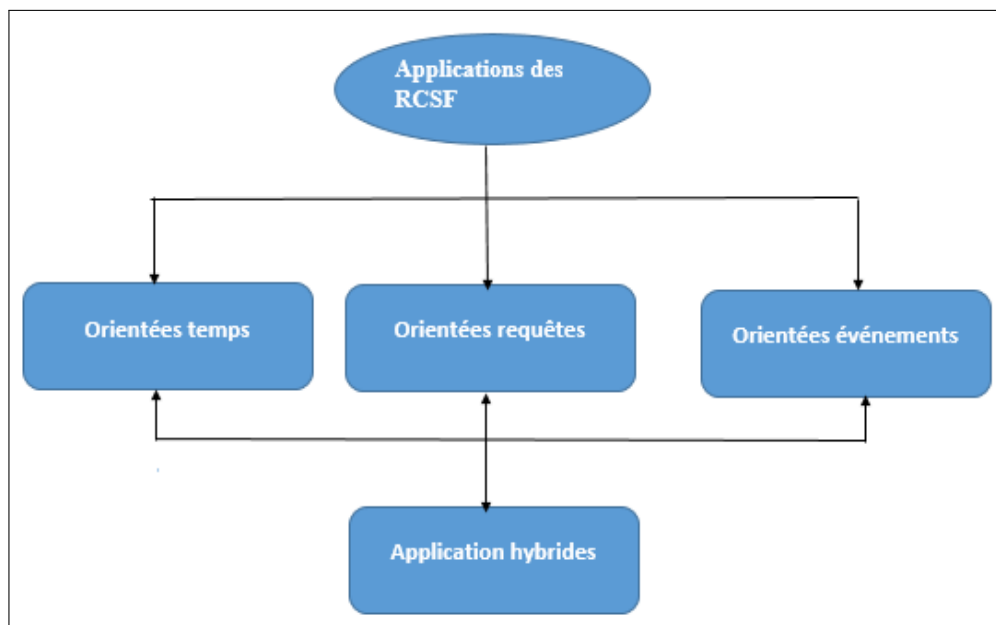 Applications des
RCSF
Orientées temps
Orientées requêtes
Orientées événements
Application hybrides